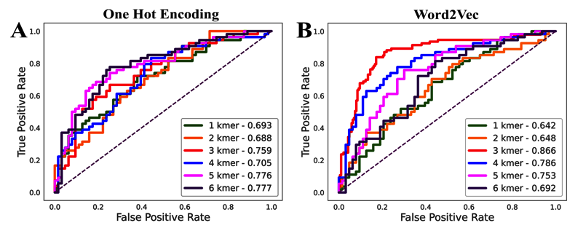 One Hot Encoding
A
True Positive Rate
1.0
0.8
0.6
0.4
0.2
0.0
1 kmer - 0.693
2 kmer - 0.688
3 kmer - 0.759
4 kmer - 0.705
5 kmer - 0.776
6 kmer - 0.777
0.0 0.2 0.4 0.6 0.8 1.0
False Positive Rate
Word2Vec
B
True Positive Rate
1.0
0.8
0.6
0.4
0.2
0.0
1 kmer - 0.642
2 kmer - 0.648
3 kmer - 0.866
4 kmer - 0.786
5 kmer - 0.753
6 kmer - 0.692
0.0 0.2 0.4 0.6 0.8 1.0
False Positive Rate